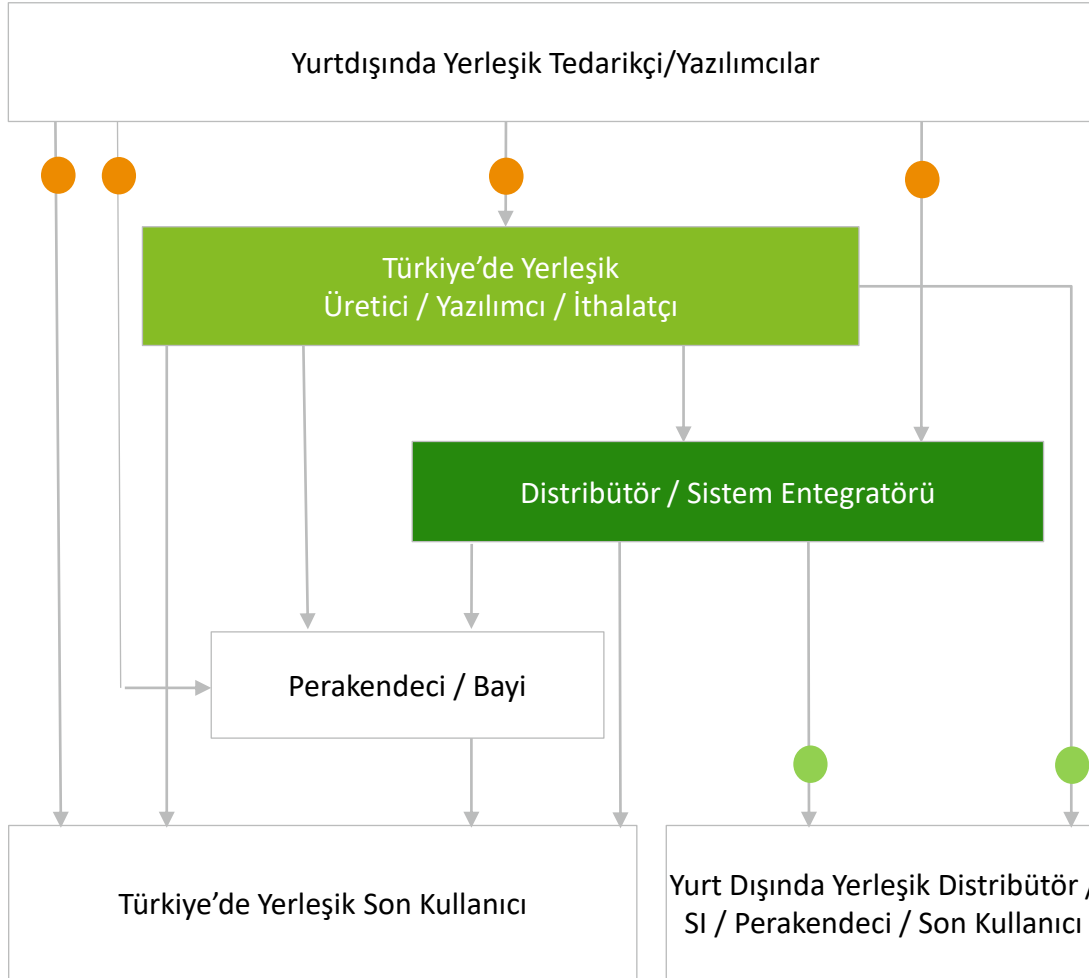 Yurtdışında Yerleşik Tedarikçi/Yazılımcılar
Türkiye’de Yerleşik
Üretici / Yazılımcı / İthalatçı
Distribütör / Sistem Entegratörü
Perakendeci / Bayi
Türkiye’de Yerleşik Son Kullanıcı
Yurt Dışında Yerleşik Distribütör /
SI / Perakendeci / Son Kullanıcı